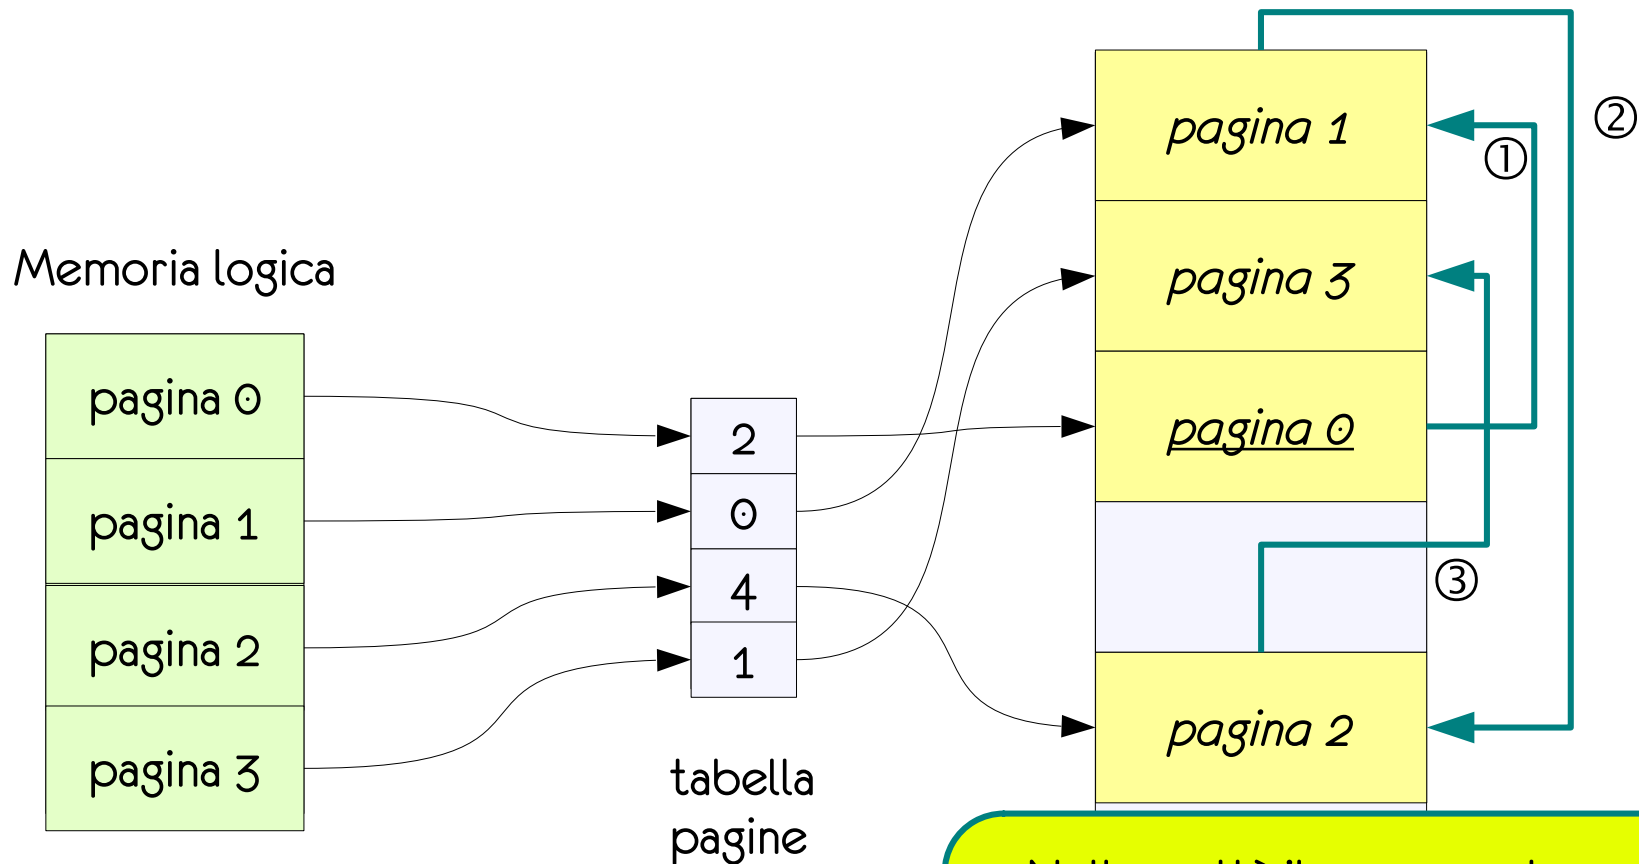 Memoria logica
pagina 0
pagina 1
pagina 2
pagina 3
2
0
4
1
tabella
pagine
pagina 1
pagina 3
pagina 0
pagina 2
①
②
③